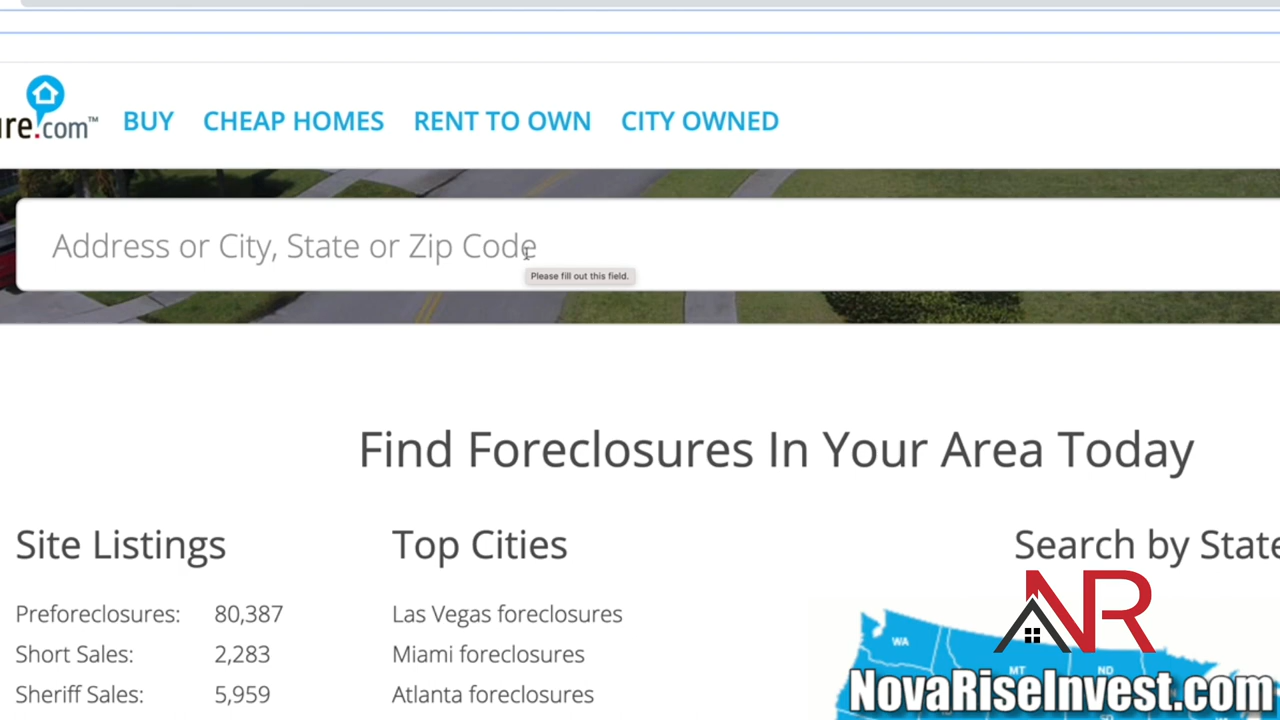 ure.com™
BUY CHEAP HOMES RENT TO OWN CITY OWNED
Address or City, State or Zip Code
Please fill out this field.
Find Foreclosures In Your Area Today
Site Listings
Preforeclosures: 80,387
Short Sales: 2,283
Sheriff Sales: 5,959
Top Cities
Las Vegas foreclosures
Miami foreclosures
Atlanta foreclosures
Search by State
WA
MT
ND
NR
NovaRiseInvest.com